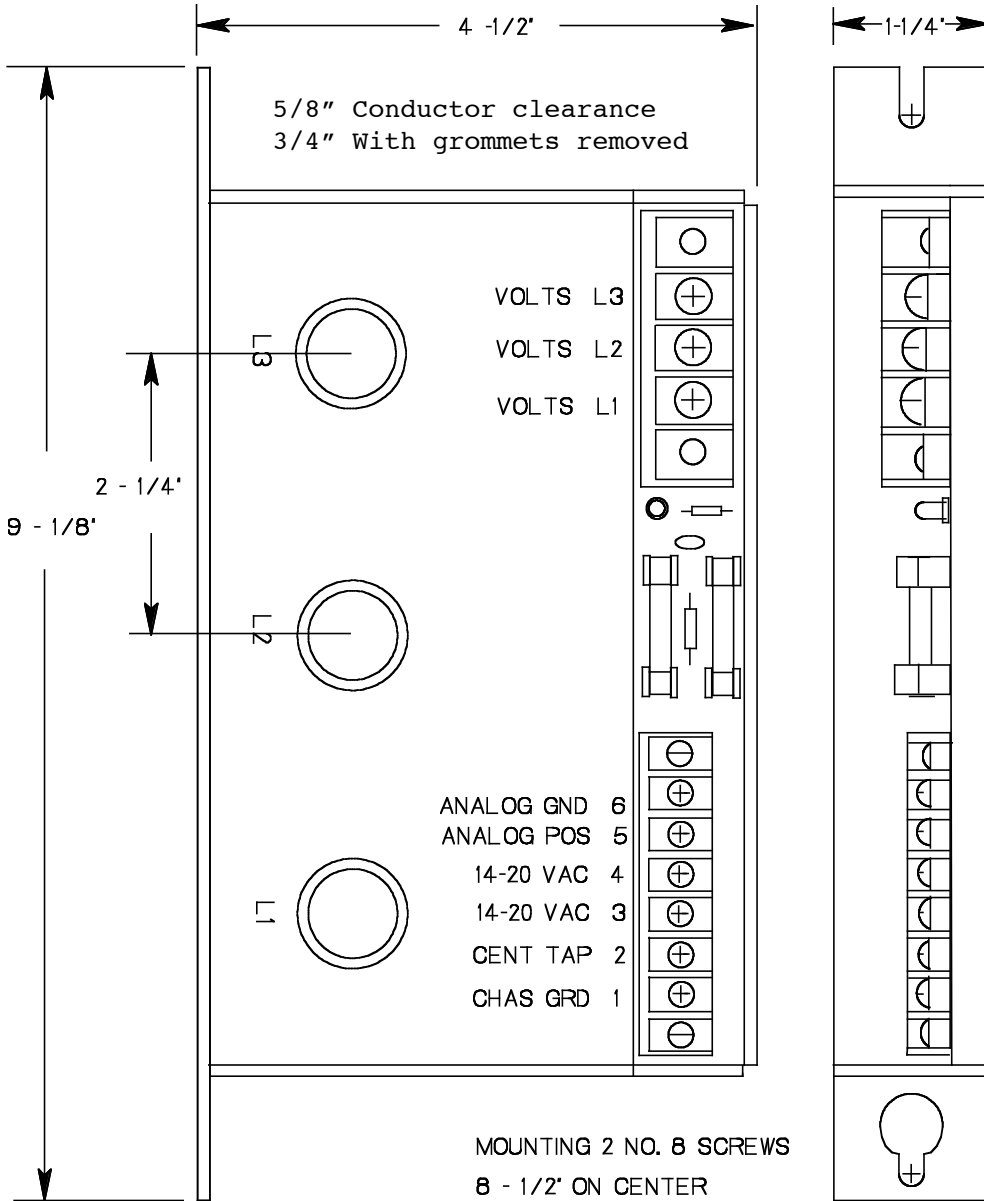 4 -1/2"
1-1/4"
5/8" Conductor clearance
3/4" With grommets removed
VOLTS L3
L3
VOLTS L2
VOLTS L1
2 - 1/4"
9 - 1/8"
L2
ANALOG GND 6
ANALOG POS 5
14-20 VAC 4
14-20 VAC 3
L1
CENT TAP 2
CHAS GRD 1
MOUNTING 2 NO. 8 SCREWS
8 - 1/2" ON CENTER